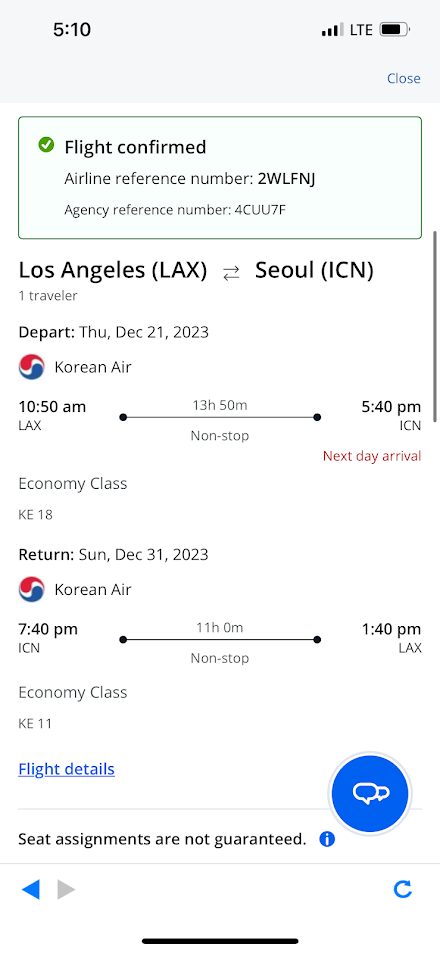 5:10
LTE
Close
Flight confirmed
Airline reference number: 2WLFNJ
Agency reference number: 4CUU7F
Los Angeles (LAX) ⇄ Seoul (ICN)
1 traveler
Depart: Thu, Dec 21, 2023
Korean Air
10:50 am 13h 50m 5:40 pm
LAX Non-stop ICN
Next day arrival
Economy Class
KE 18
Return: Sun, Dec 31, 2023
Korean Air
7:40 pm 11h 0m 1:40 pm
ICN Non-stop LAX
Economy Class
KE 11
Flight details
Seat assignments are not guaranteed.